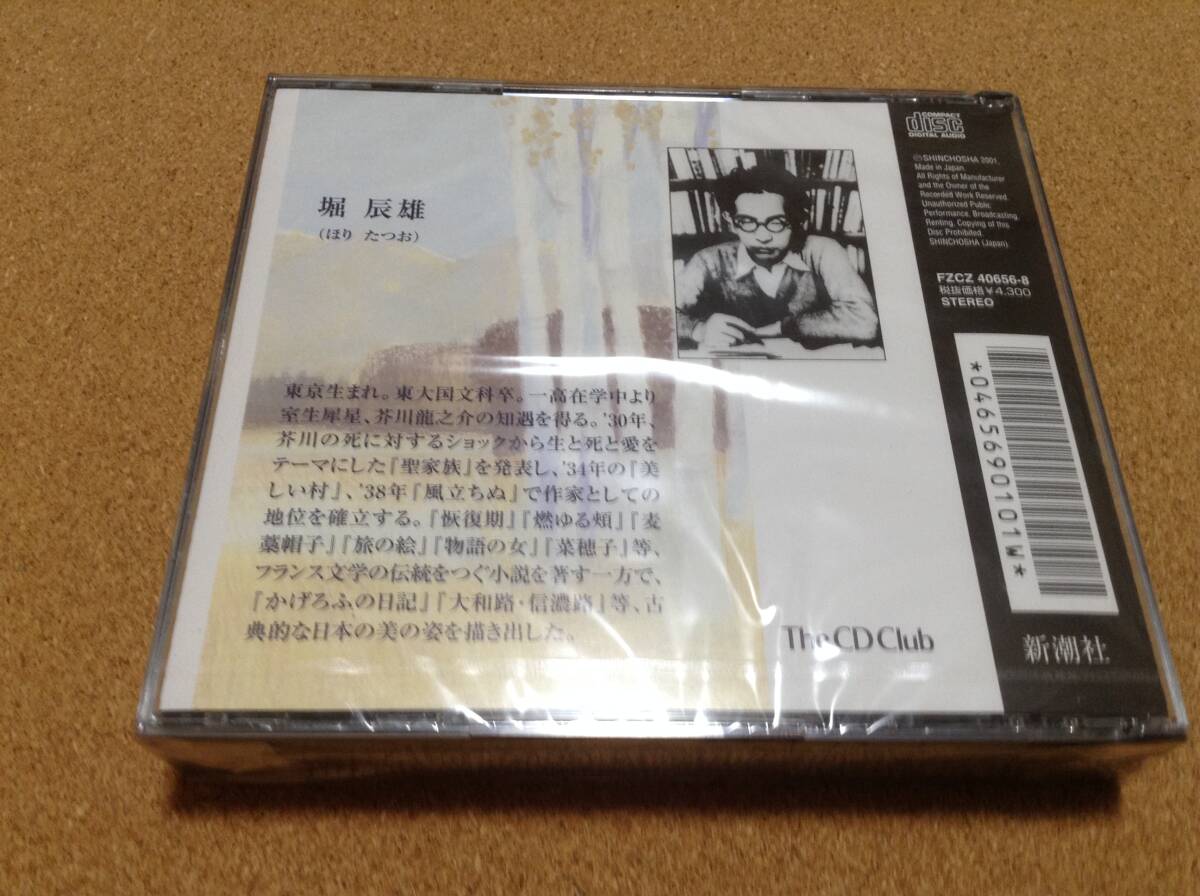 堀 辰雄
(ほり たつお)
東京生まれ。東大国文科卒。一高在学中より
室生犀星、芥川龍之介の知遇を得る。'30年、
芥川の死に対するショックから生と死と愛を
テーマにした『聖家族』を発表し、'34年の『美
しい村』、'38年『風立ちぬ』で作家としての
地位を確立する。『恢復期』『燃ゆる頬』『麦
藁帽子』『旅の絵』『物語の女』『菜穂子』等、
フランス文学の伝統をつぐ小説を著す一方で、
『かげろふの日記』『大和路・信濃路』等、古
典的な日本の美の姿を描き出した。
The CD Club
COMPACT
disc
DIGITAL AUDIO
ⓅSHINCHOSHA 2001.
Made in Japan.
All Rights of Manufacturer
and the Owner of the
Recorded Work Reserved.
Unauthorized Public
Performance, Broadcasting,
Renting, Copying of this
Disc Prohibited.
SHINCHOSHA (Japan)
FZCZ 40656-8
税抜価格¥4,300
STEREO
*0465690101W*
新潮社